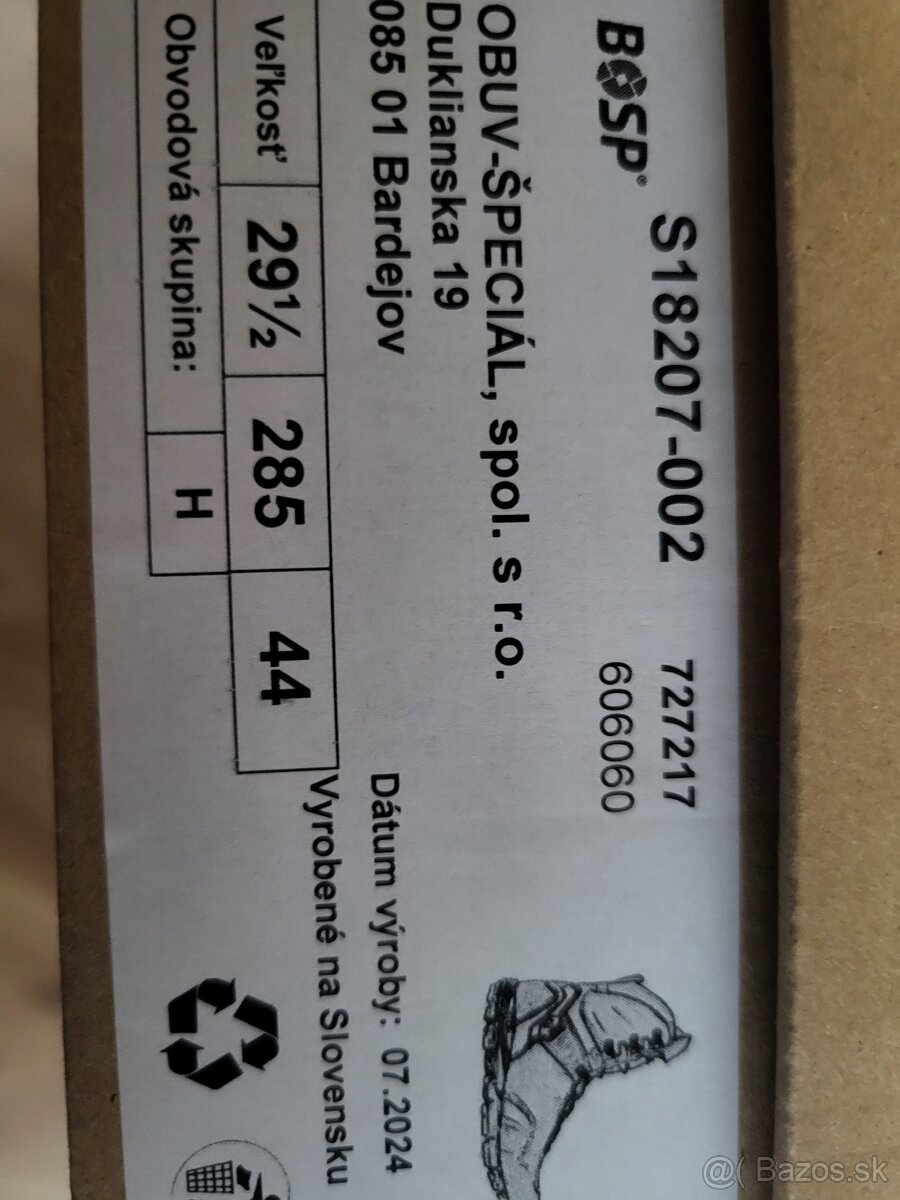 BOSP®
S18207-002
727217
606060
OBUV-ŠPECIÁL, spol. s r.o.
Duklianska 19
085 01 Bardejov
Dátum výroby: 07.2024
Vyrobené na Slovensku
Veľkosť 29½ 285 44
Obvodová skupina: H
@( Bazos.sk